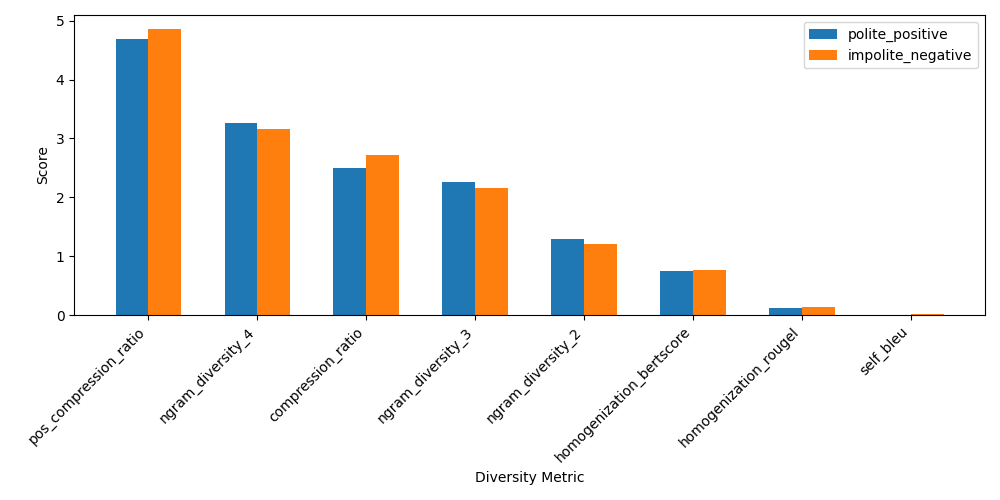 polite_positive
impolite_negative
Score
5
4
3
2
1
0
pos_compression_ratio
ngram_diversity_4
compression_ratio
ngram_diversity_3
ngram_diversity_2
homogenization_bertscore
homogenization_rougel
self_bleu
Diversity Metric